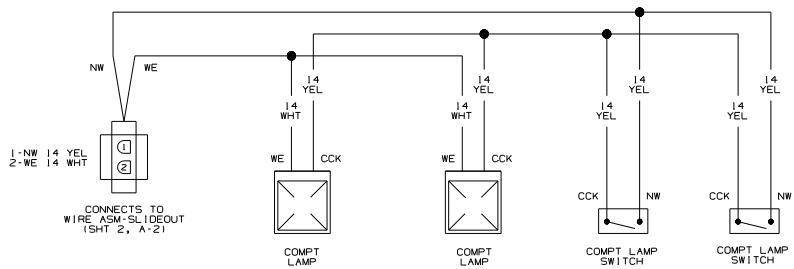 NW
WE
14
YEL
14
YEL
14
YEL
14
YEL
14
WHT
14
WHT
14
YEL
14
YEL
1-NW 14 YEL
2-WE 14 WHT
1
2
WE
CCK
WE
CCK
CCK
NW
CCK
NW
CONNECTS TO
WIRE ASM-SLIDEOUT
(SHT 2, A-2)
COMPT
LAMP
COMPT
LAMP
COMPT LAMP
SWITCH
COMPT LAMP
SWITCH